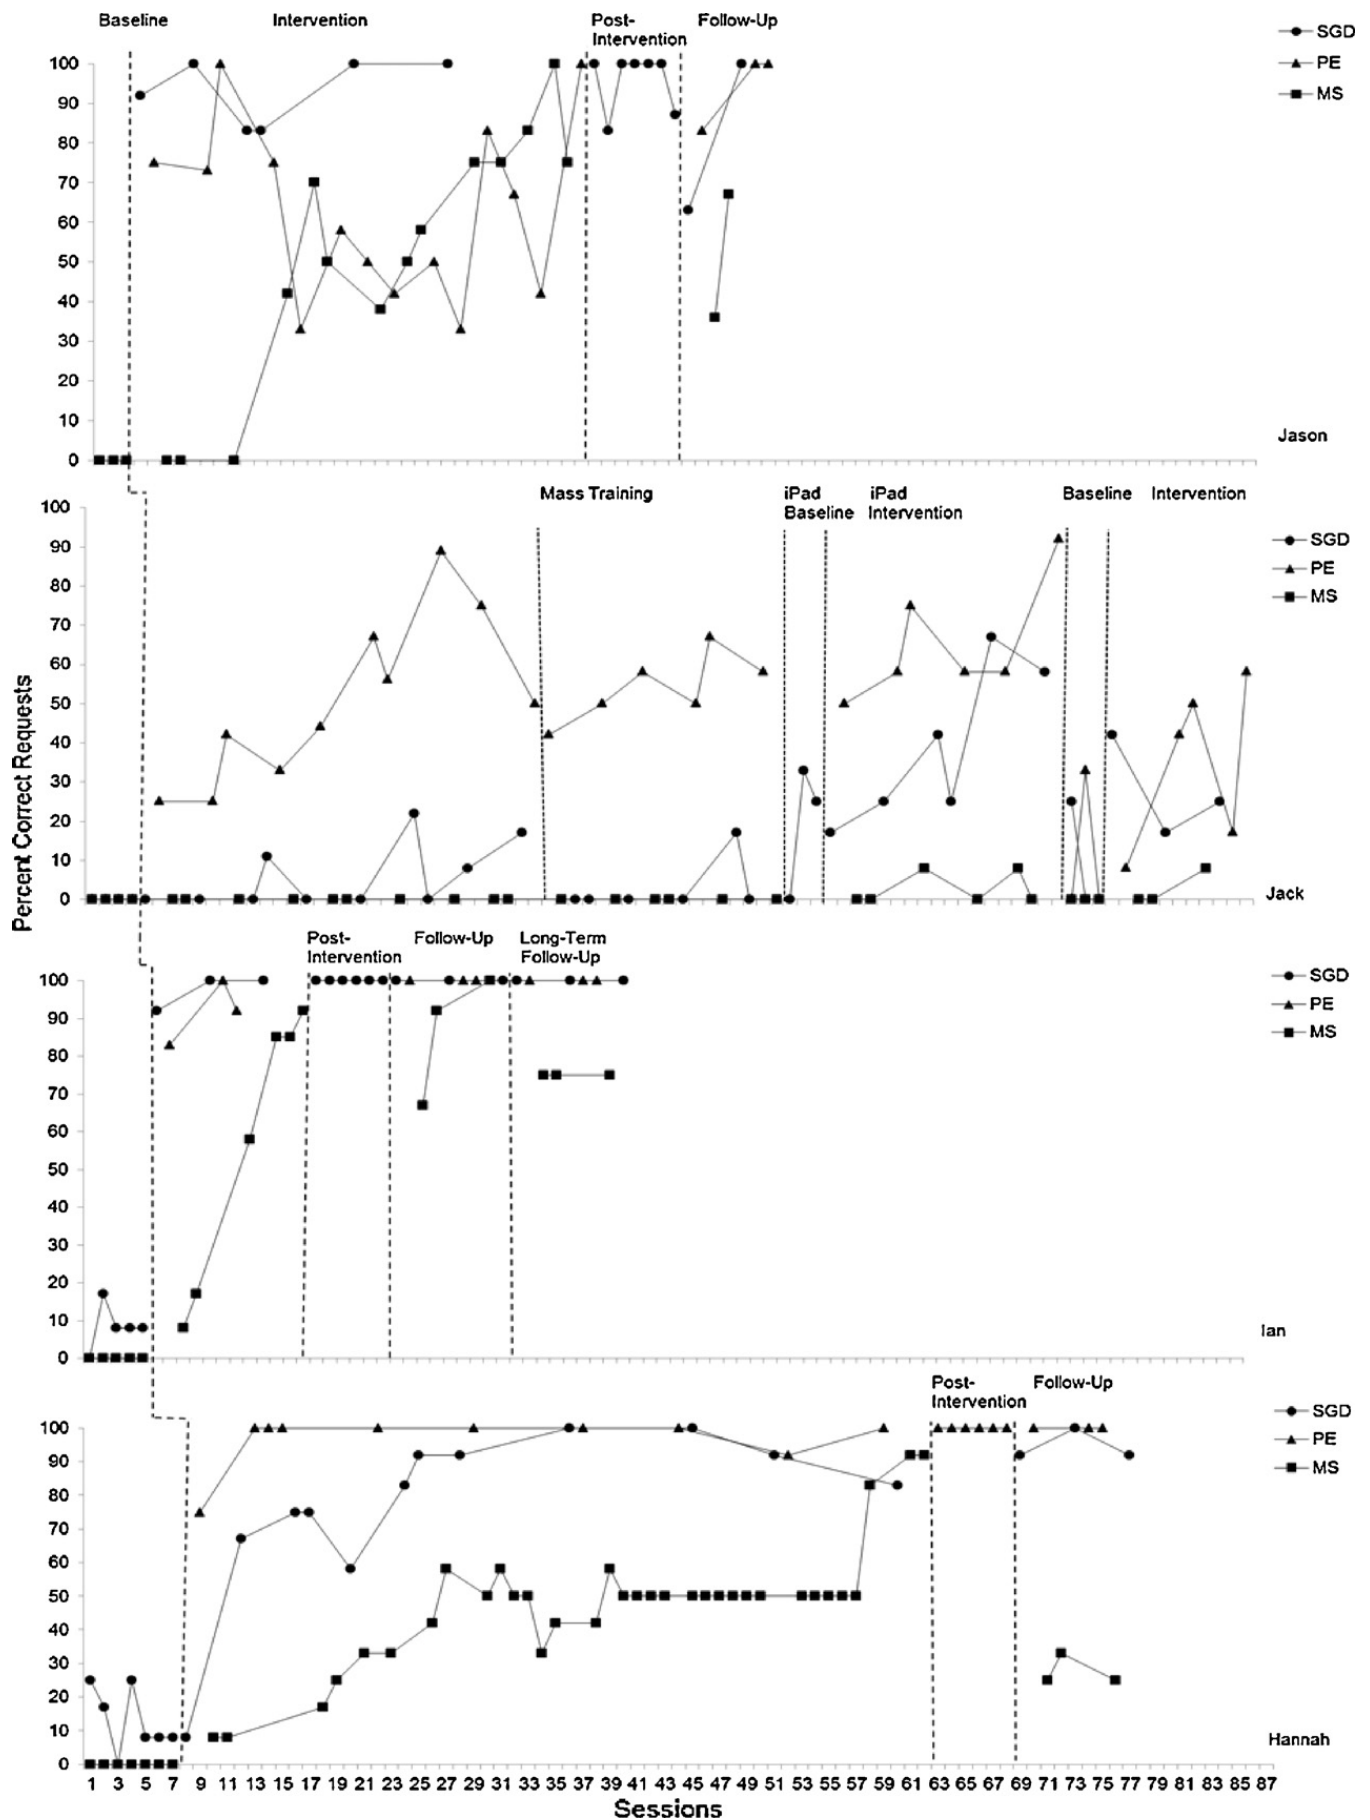 Baseline Intervention Post- Follow-Up
Intervention
SGD
PE
MS
100
90
80
70
60
50
40
30
20
10
0
Jason
Mass Training iPad iPad Baseline Intervention
Baseline Intervention
100
90
80
70
60
50
40
30
20
10
0
SGD
PE
MS
Jack
Percent Correct Requests
Post- Follow-Up Long-Term
Intervention Follow-Up
100
90
80
70
60
50
40
30
20
10
0
SGD
PE
MS
Ian
Post- Follow-Up
Intervention
100
90
80
70
60
50
40
30
20
10
0
SGD
PE
MS
Hannah
1 3 5 7 9 11 13 15 17 19 21 23 25 27 29 31 33 35 37 39 41 43 45 47 49 51 53 55 57 59 61 63 65 67 69 71 73 75 77 79 81 83 85 87
Sessions